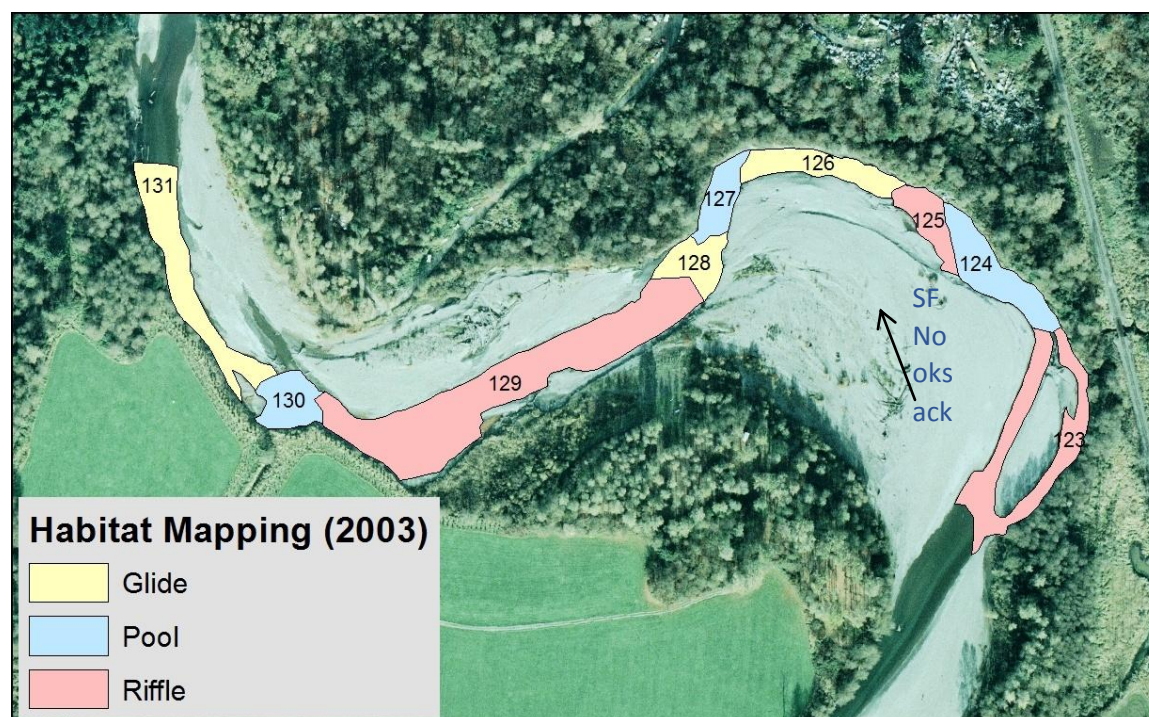 131
127
126
125
128
124
SF
No
oks
ack
129
130
123
Habitat Mapping (2003)
Glide
Pool
Riffle